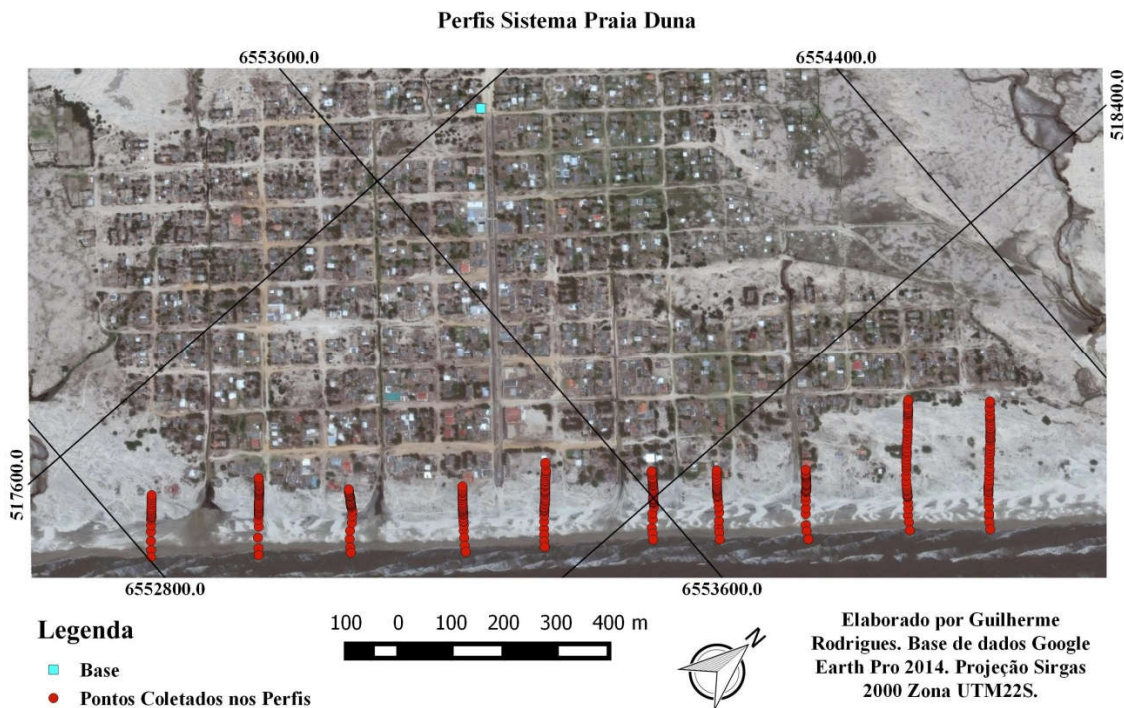 Perfis Sistema Praia Duna
6553600.0
6554400.0
518400.0
517600.0
6552800.0
6553600.0
Legenda
Base
Pontos Coletados nos Perfis
100 0 100 200 300 400 m
N
Elaborado por Guilherme
Rodrigues. Base de dados Google
Earth Pro 2014. Projeção Sirgas
2000 Zona UTM22S.